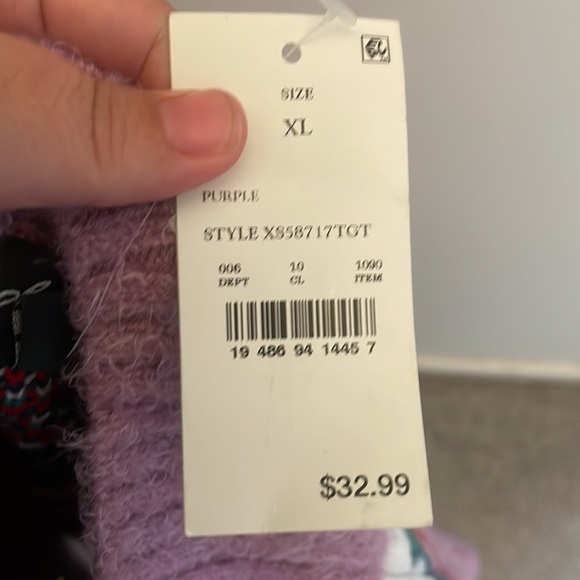 SIZE
XL
PURPLE
STYLE XS58717TGT
006 10 1090
DEPT CL ITEM
19 486 94 1445 7
$32.99